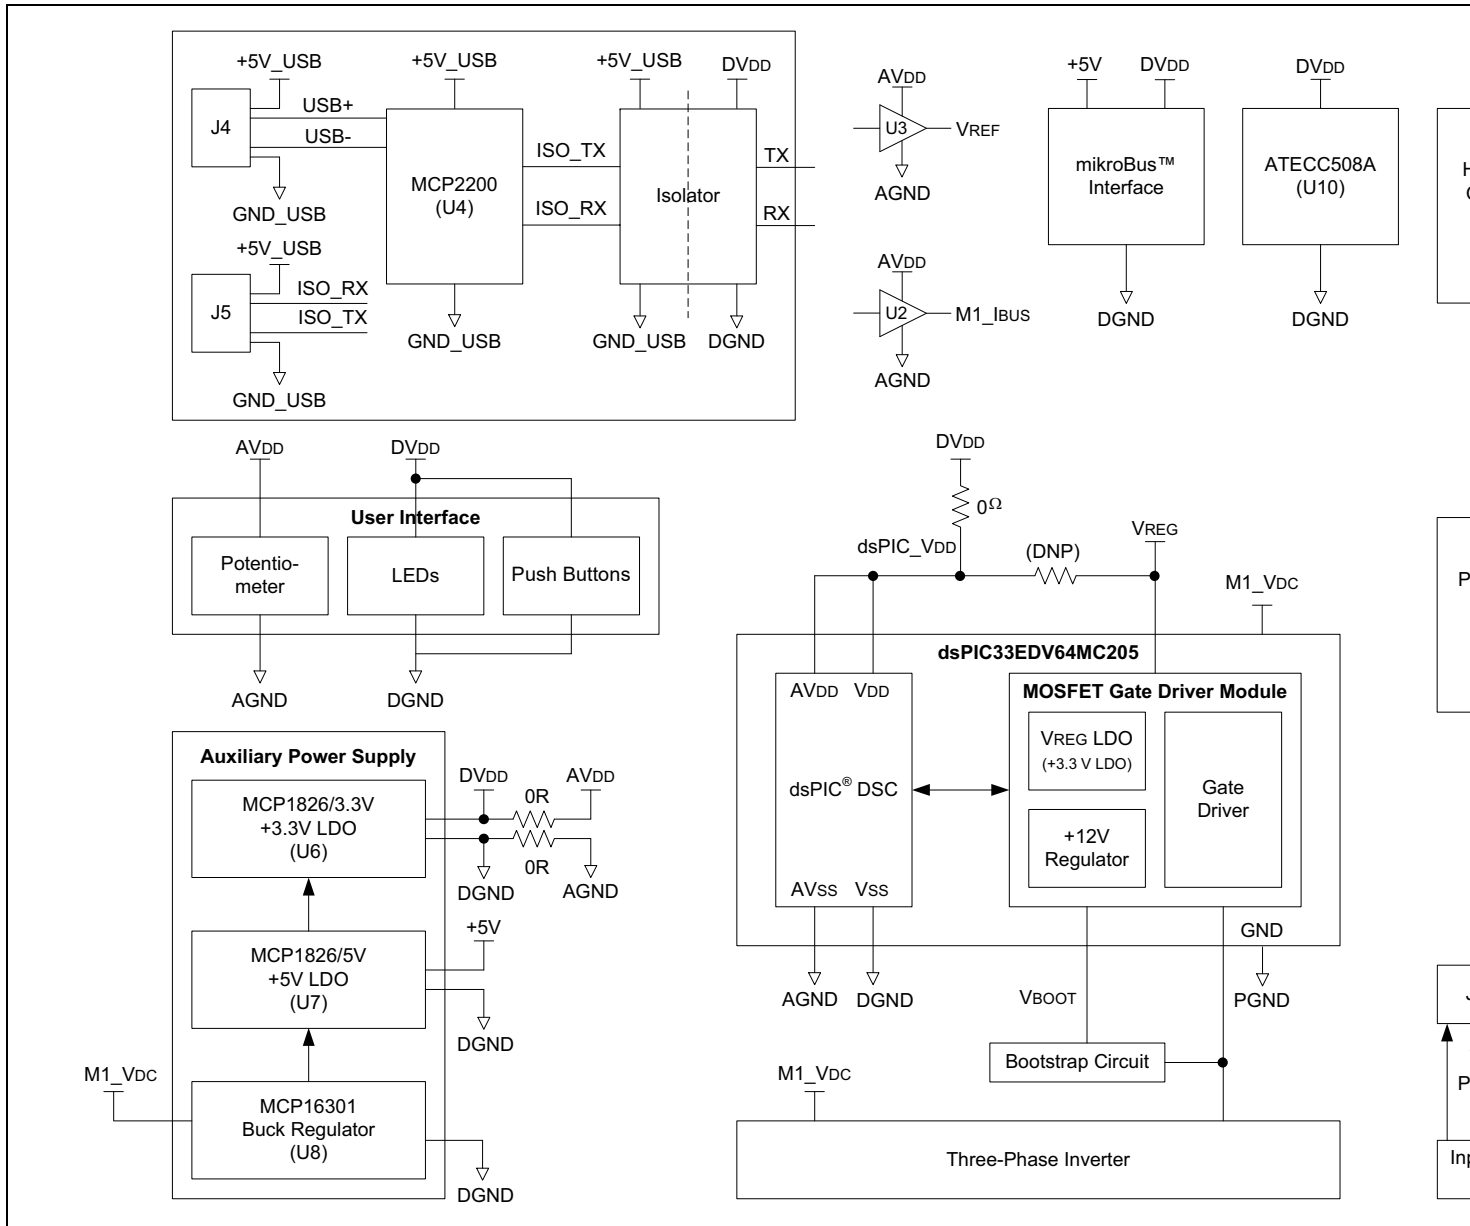 +5V_USB
+5V_USB
+5V_USB
DVDD
J4
USB+
USB-
MCP2200
(U4)
ISO_TX
ISO_RX
Isolator
TX
RX
GND_USB
+5V_USB
J5
ISO_RX
ISO_TX
GND_USB
GND_USB
GND_USB
DGND
AVDD
U3
VREF
AGND
AVDD
U2
M1_IBUS
AGND
+5V
DVDD
mikroBus™
Interface
DGND
DVDD
ATECC508A
(U10)
DGND
AVDD
DVDD
User Interface
Potentio-
meter
LEDs
Push Buttons
AGND
DGND
Auxiliary Power Supply
MCP1826/3.3V
+3.3V LDO
(U6)
DVDD
0R
AVDD
0R
DGND
AGND
MCP1826/5V
+5V LDO
(U7)
+5V
DGND
M1_VDC
MCP16301
Buck Regulator
(U8)
DGND
DVDD
0Ω
dsPIC_VDD
(DNP)
VREG
M1_VDC
dsPIC33EDV64MC205
AVDD VDD
dsPIC® DSC
AVSS VSS
MOSFET Gate Driver Module
VREG LDO
(+3.3 V LDO)
+12V
Regulator
Gate
Driver
GND
AGND
DGND
VBOOT
PGND
Bootstrap Circuit
M1_VDC
Three-Phase Inverter